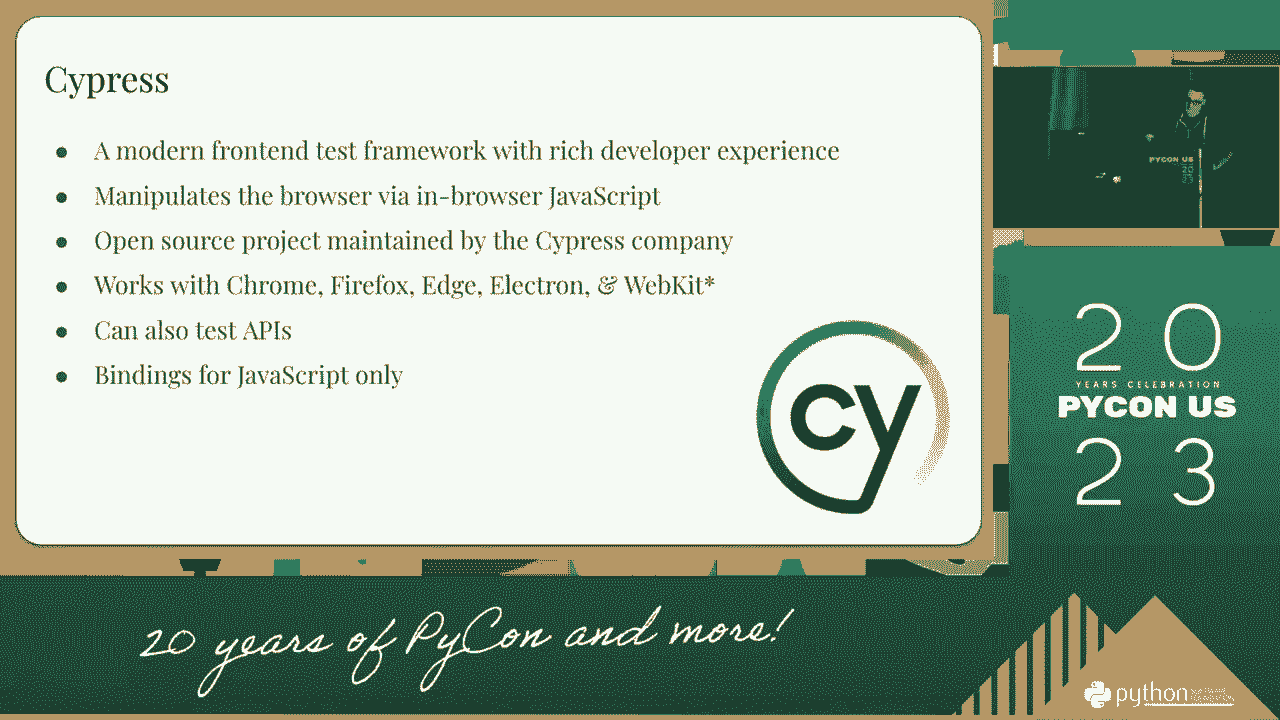 Cypress
A modern frontend test framework with rich developer experience
Manipulates the browser via in-browser JavaScript
Open source project maintained by the Cypress company
Works with Chrome, Firefox, Edge, Electron, & WebKit*
Can also test APIs
Bindings for JavaScript only
cy
PYCON US
20
20
YEARS CELEBRATION
PYCON US
23
20 years of PyCon and more!
python